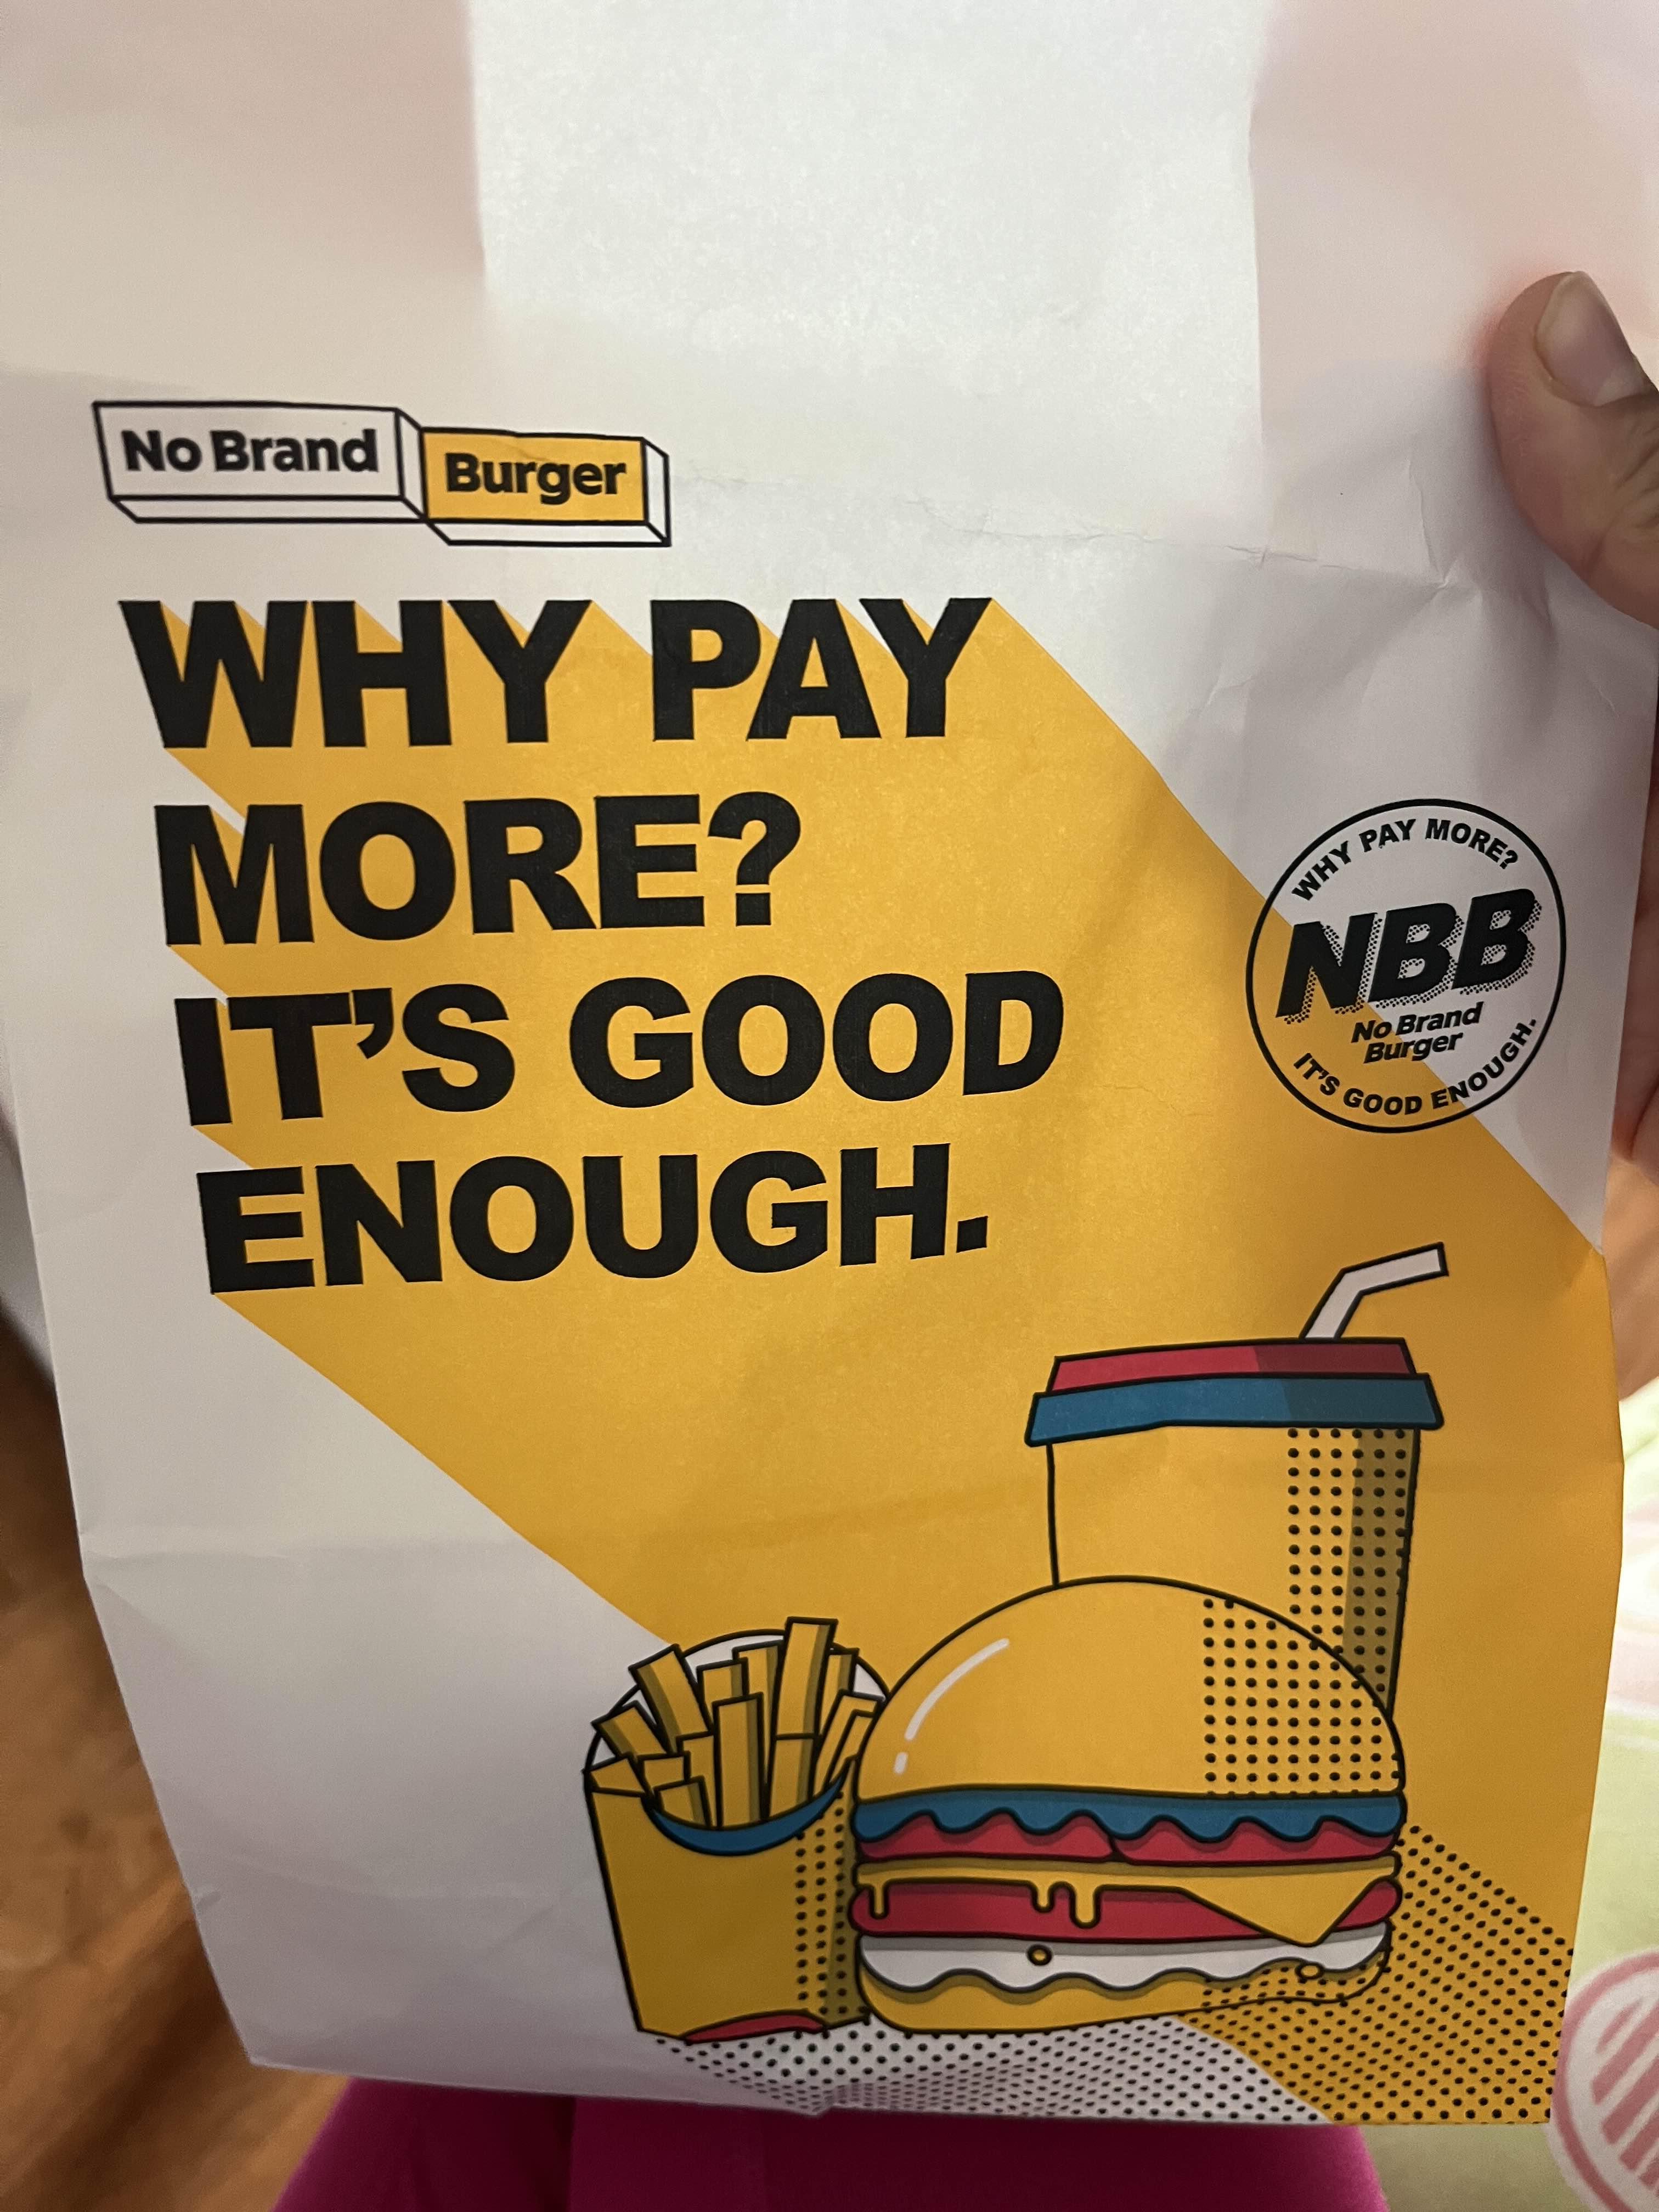 No Brand Burger
WHY PAY
MORE?
IT'S GOOD
ENOUGH.
WHY PAY MORE?
NBB
No Brand
Burger
IT'S GOOD ENOUGH.